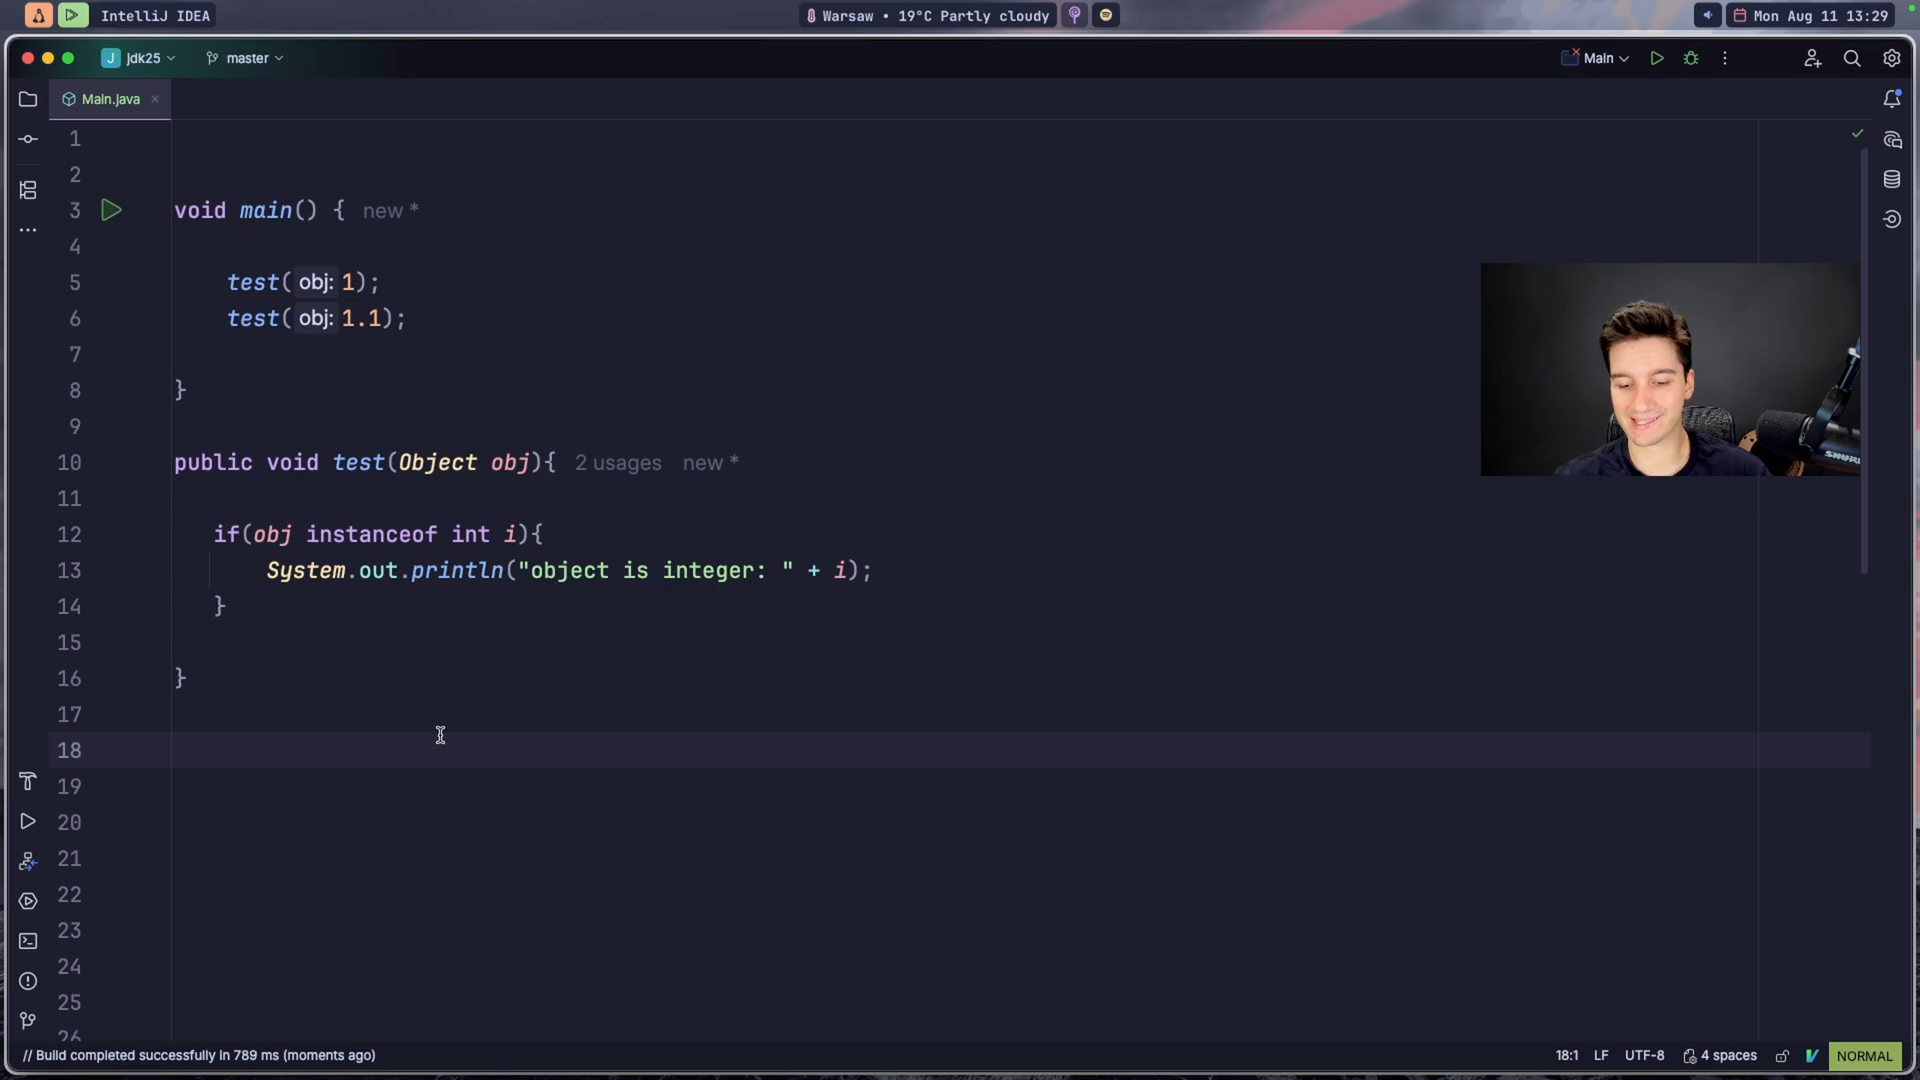 IntelliJ IDEA
Warsaw • 19°C Partly cloudy
Mon Aug 11 13:29
J jdk25
master
Main
Main.java
1
2
3 void main() { new *
4
5 test( obj: 1);
6 test( obj: 1.1);
7
8 }
9
10 public void test(Object obj){ 2 usages new *
11
12 if(obj instanceof int i){
13 System.out.println("object is integer: " + i);
14 }
15
16 }
17
18
19
20
21
22
23
24
25
26
// Build completed successfully in 789 ms (moments ago)
18:1 LF UTF-8 4 spaces NORMAL